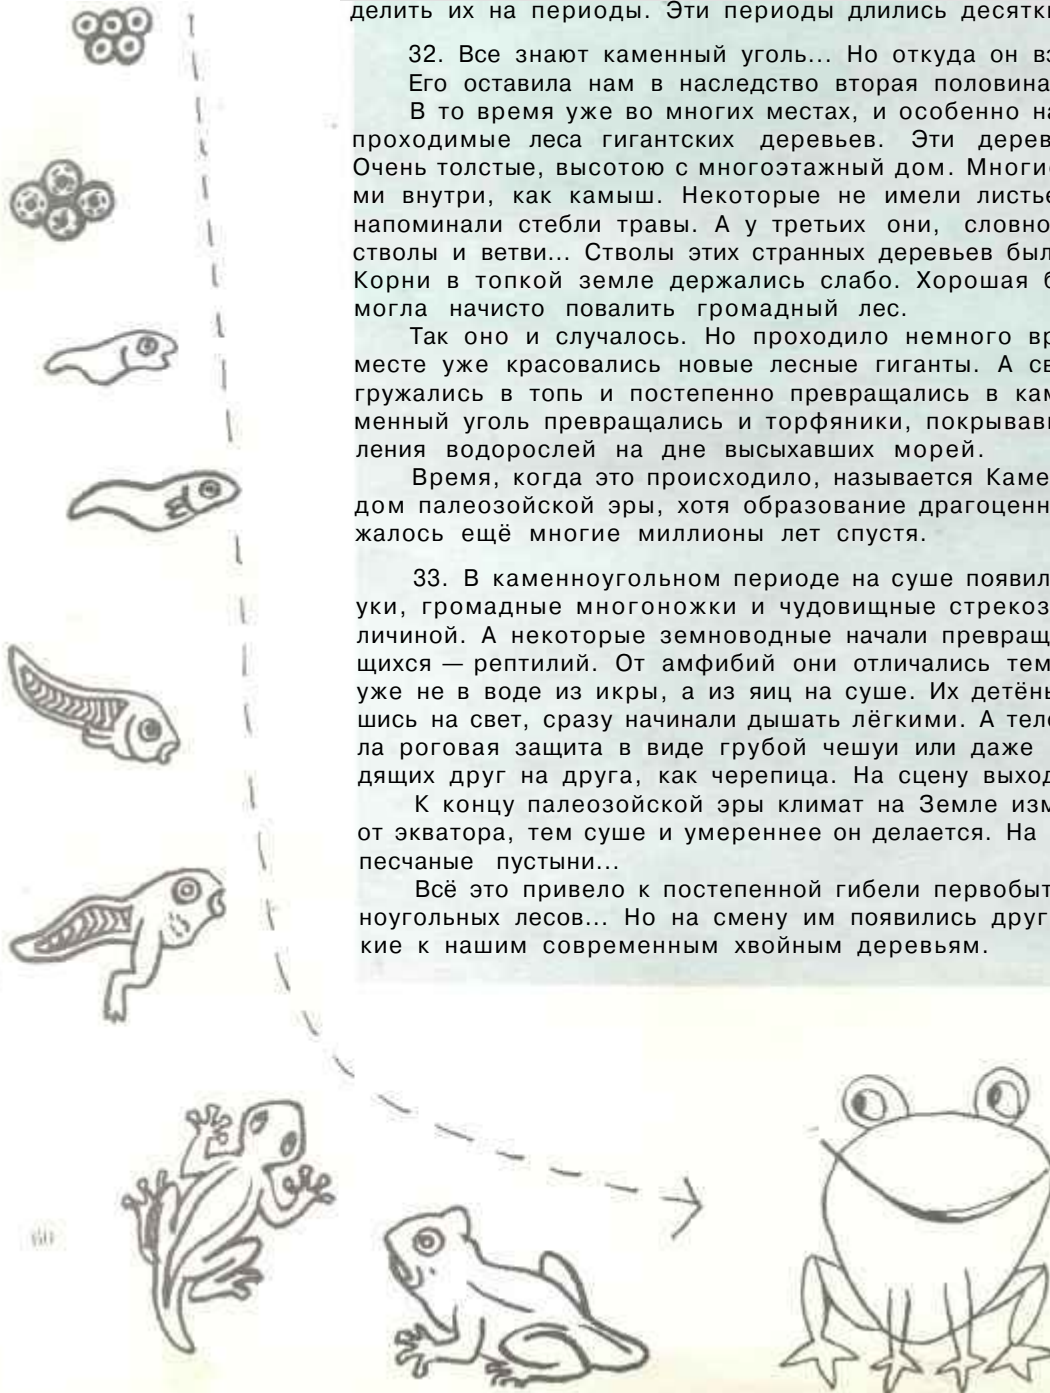 делить их на периоды. Эти периоды длились десятки
32. Все знают каменный уголь... Но откуда он вз
Его оставила нам в наследство вторая половина
В то время уже во многих местах, и особенно на
проходимые леса гигантских деревьев. Эти дерев
Очень толстые, высотою с многоэтажный дом. Многи
ми внутри, как камыш. Некоторые не имели листье
напоминали стебли травы. А у третьих они, словно
стволы и ветви... Стволы этих странных деревьев был
Корни в топкой земле держались слабо. Хорошая б
могла начисто повалить громадный лес.
Так оно и случалось. Но проходило немного вр
месте уже красовались новые лесные гиганты. А св
гружались в топь и постепенно превращались в кам
менный уголь превращались и торфяники, покрывав
ления водорослей на дне высыхавших морей.
Время, когда это происходило, называется Каме
дом палеозойской эры, хотя образование драгоценн
жалось ещё многие миллионы лет спустя.
33. В каменноугольном периоде на суше появил
уки, громадные многоножки и чудовищные стрекоз
личиной. А некоторые земноводные начали превращ
щихся — рептилий. От амфибий они отличались тем
уже не в воде из икры, а из яиц на суше. Их детёны
шись на свет, сразу начинали дышать лёгкими. А тел
ла роговая защита в виде грубой чешуи или даже
дящих друг на друга, как черепица. На сцену выход
К концу палеозойской эры климат на Земле изм
от экватора, тем суше и умереннее он делается. На
песчаные пустыни...
Всё это привело к постепенной гибели первобыт
ноугольных лесов... Но на смену им появились друг
кие к нашим современным хвойным деревьям.